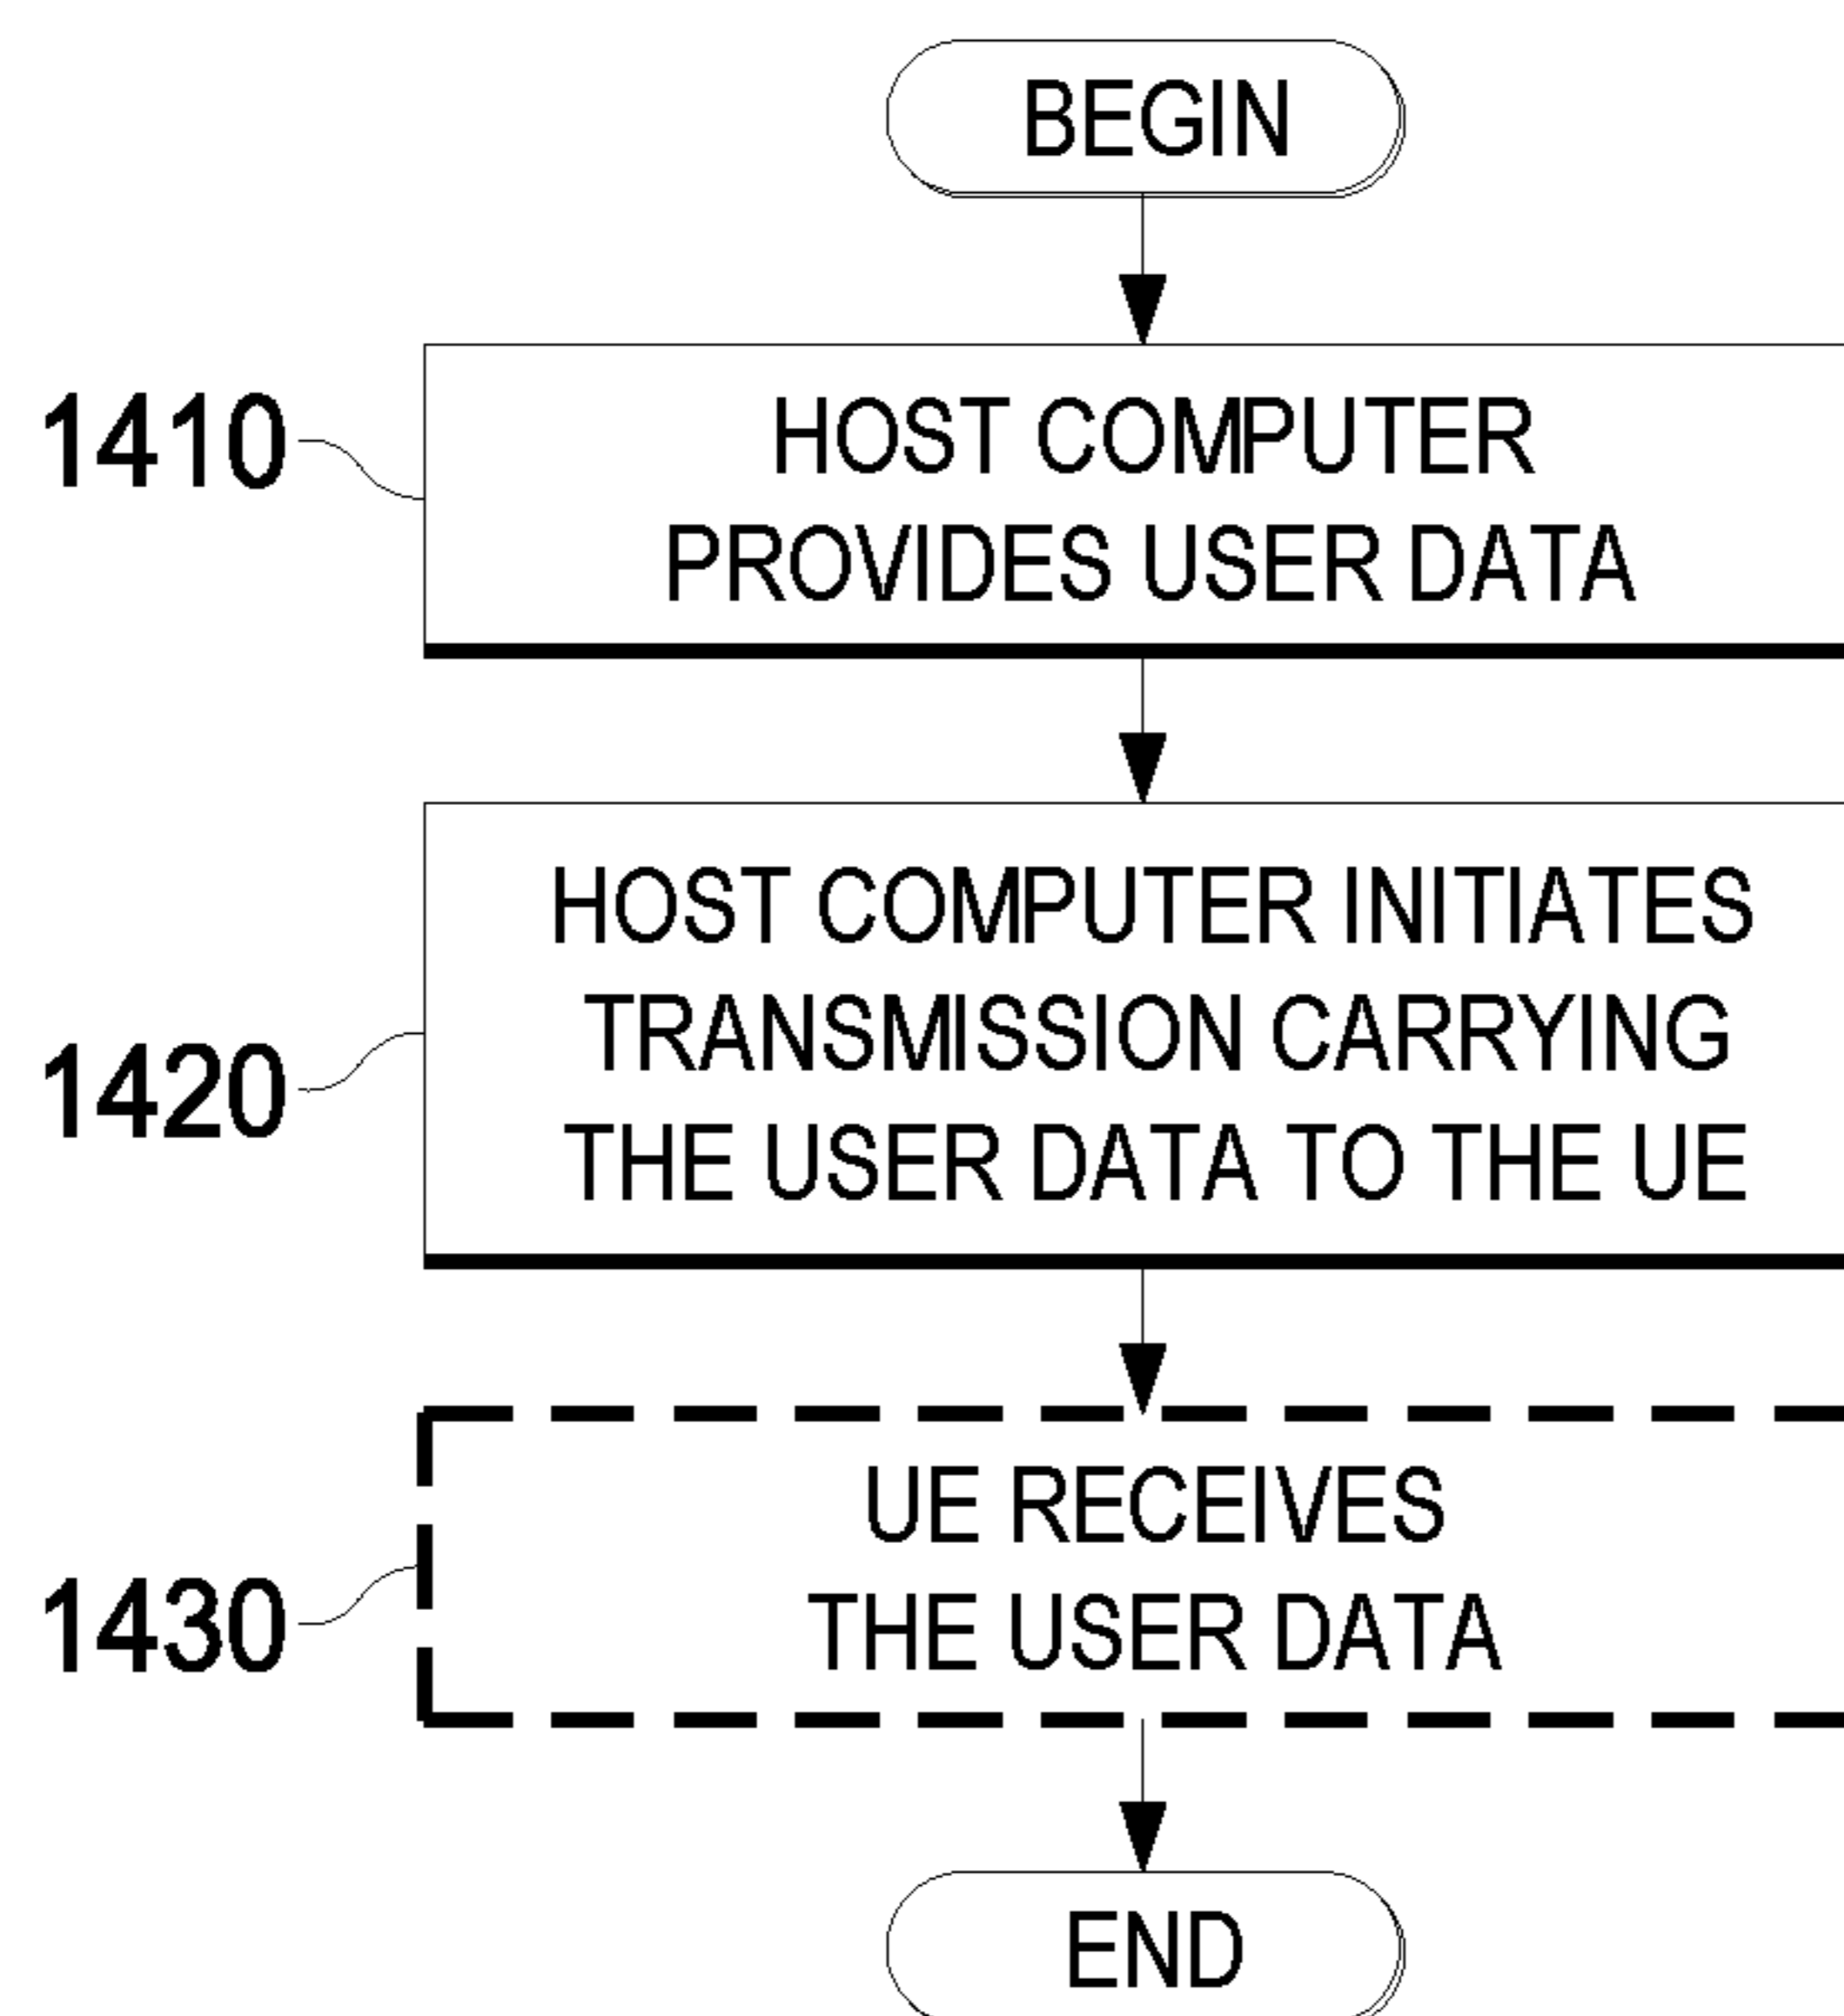 BEGIN
1410
HOST COMPUTER
PROVIDES USER DATA
1420
HOST COMPUTER INITIATES
TRANSMISSION CARRYING
THE USER DATA TO THE UE
1430
UE RECEIVES
THE USER DATA
END